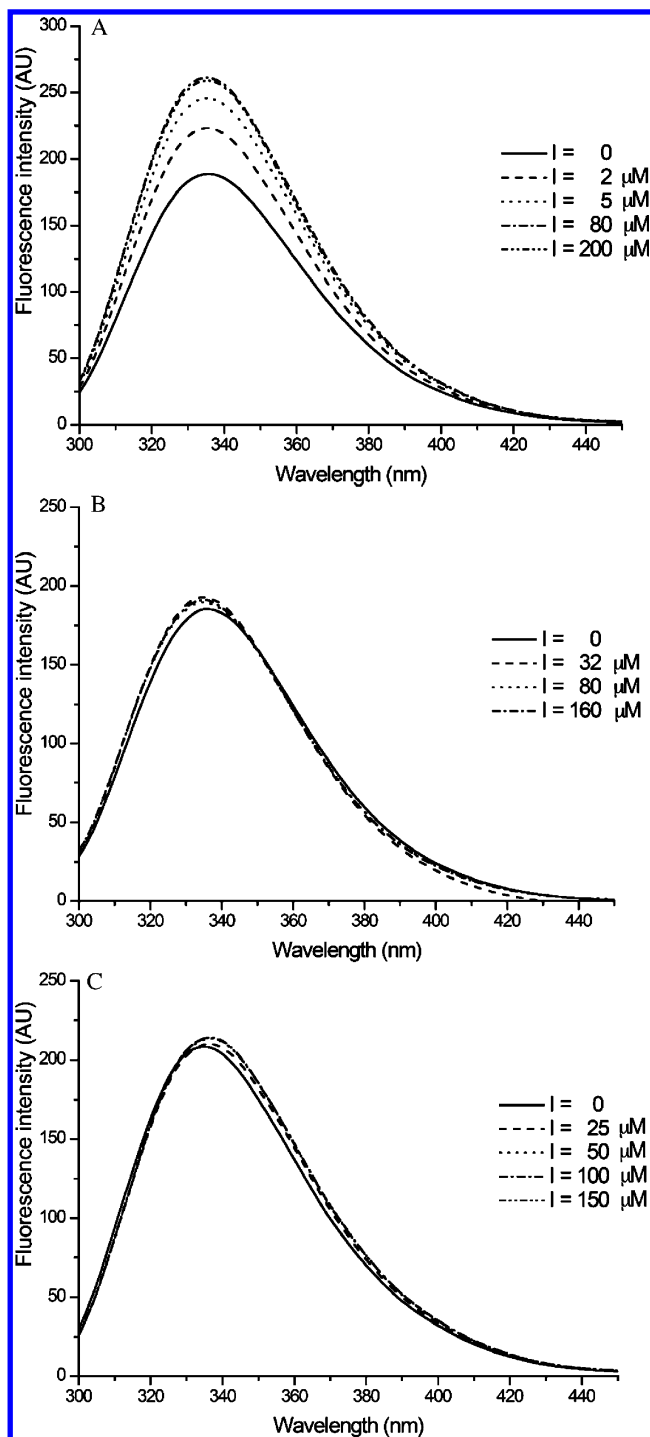 A
Fluorescence intensity (AU)
300
250
200
150
100
50
0
300 320 340 360 380 400 420 440
Wavelength (nm)
I = 0
I = 2 μM
I = 5 μM
I = 80 μM
I = 200 μM
B
Fluorescence intensity (AU)
250
200
150
100
50
0
300 320 340 360 380 400 420 440
Wavelength (nm)
I = 0
I = 32 μM
I = 80 μM
I = 160 μM
C
Fluorescence intensity (AU)
250
200
150
100
50
0
300 320 340 360 380 400 420 440
Wavelength (nm)
I = 0
I = 25 μM
I = 50 μM
I = 100 μM
I = 150 μM